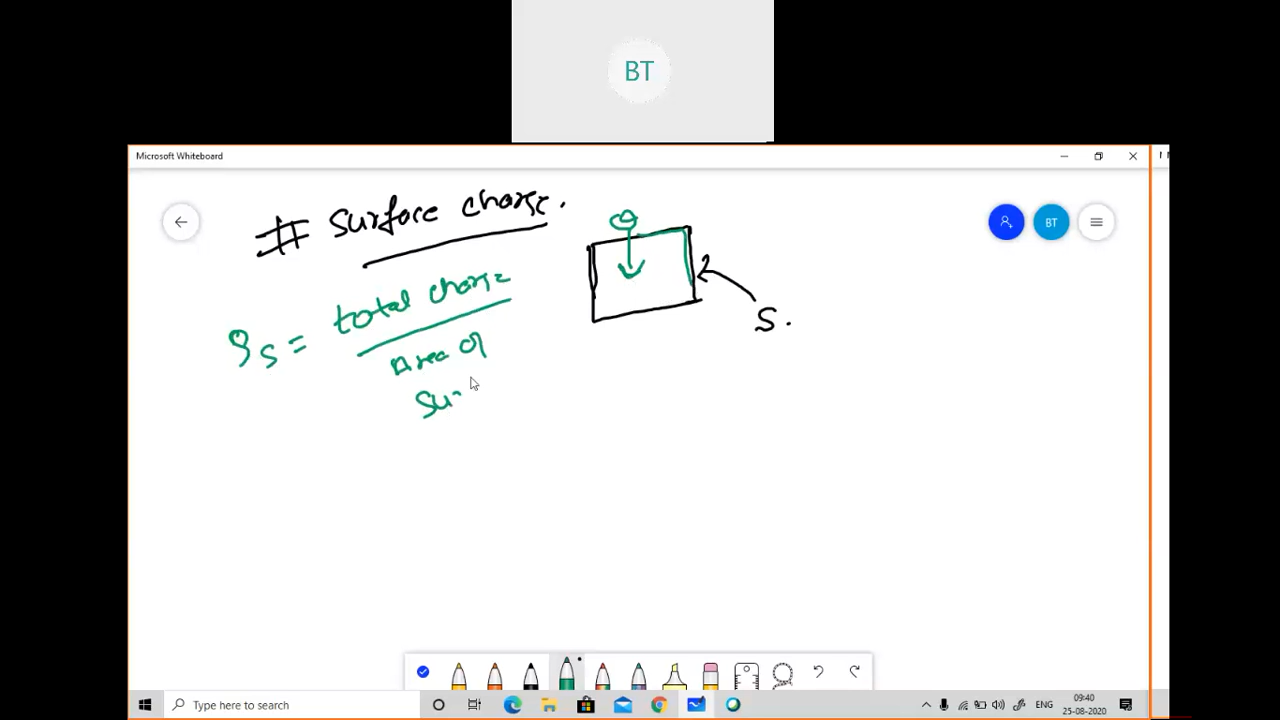 BT
Microsoft Whiteboard
# Surface charge.
Q
ρs = total charge
Area of
Su
S.
BT
Type here to search
ENG
09:40
25-08-2020